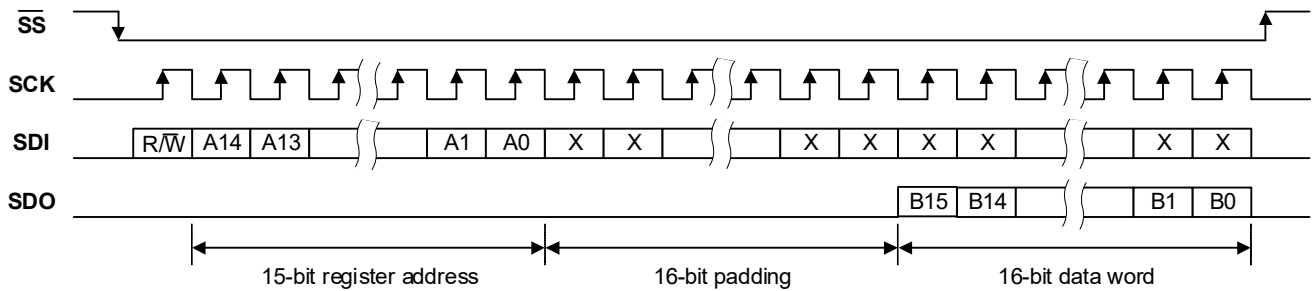 SS
SCK
SDI R/W A14 A13 A1 A0 X X X X X X X X
SDO B15 B14 B1 B0
15-bit register address 16-bit padding 16-bit data word